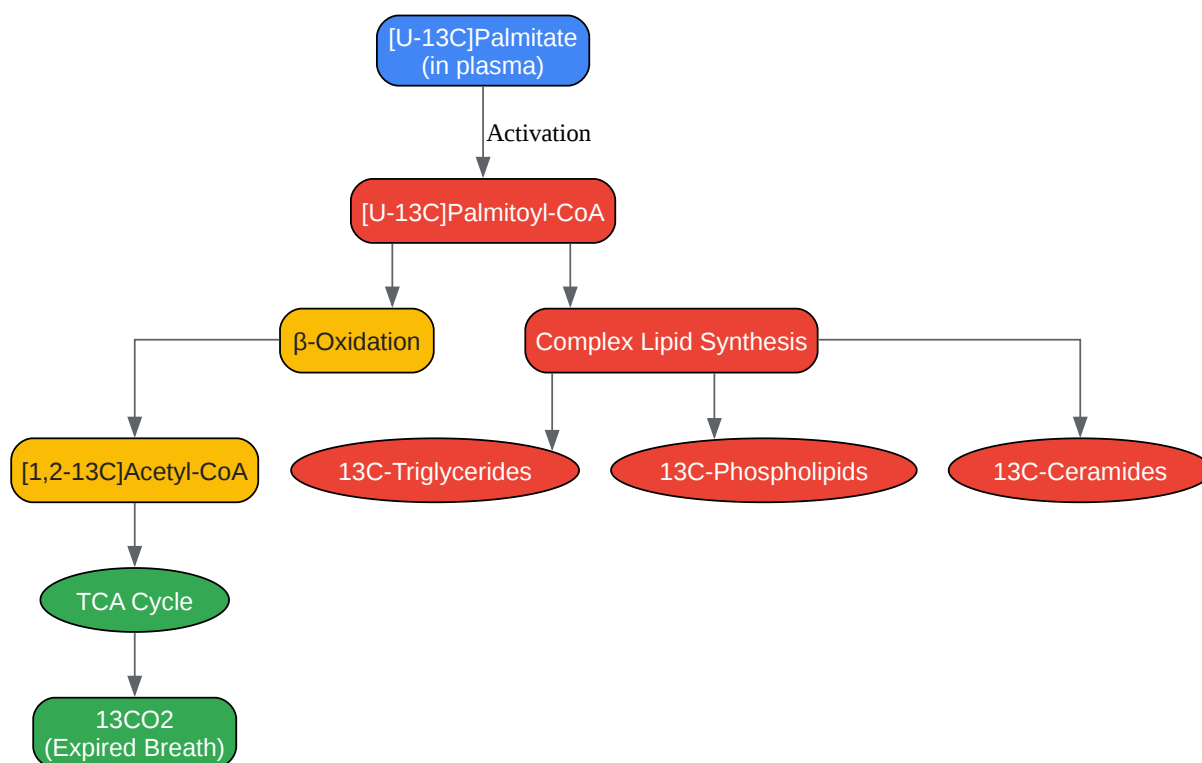 [U-13C]Palmitate
(in plasma)
Activation
[U-13C]Palmitoyl-CoA
β-Oxidation
Complex Lipid Synthesis
[1,2-13C]Acetyl-CoA
13C-Triglycerides
13C-Phospholipids
13C-Ceramides
TCA Cycle
13CO2
(Expired Breath)